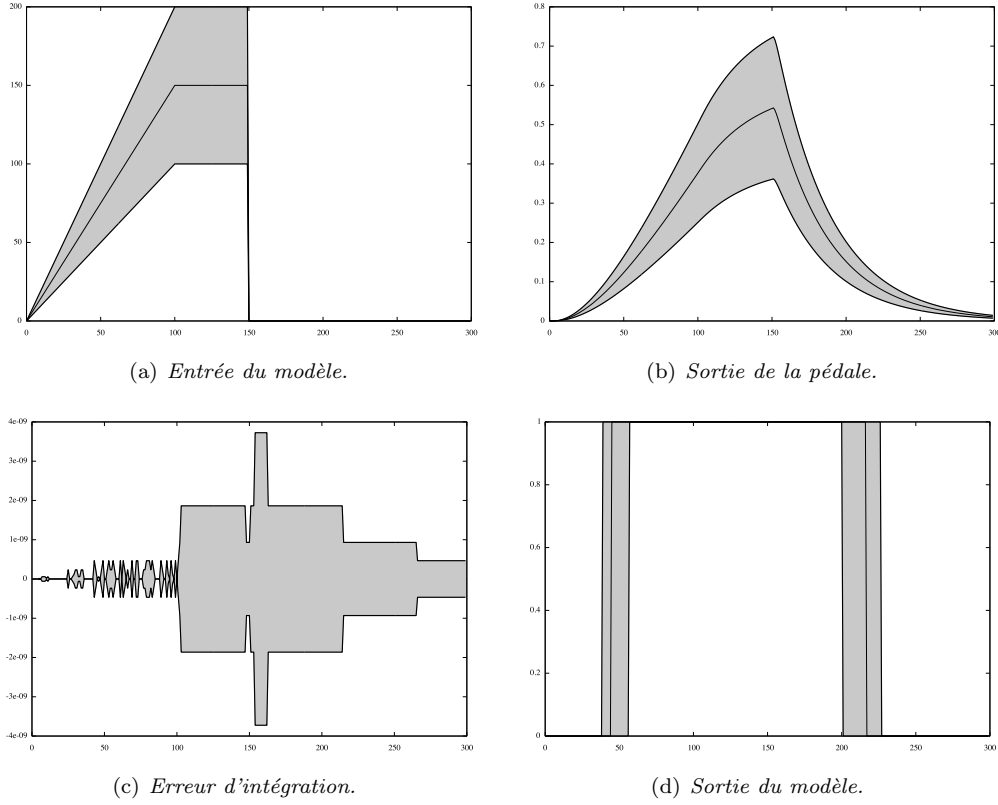 200
150
100
50
0
0 50 100 150 200 250 300
(a) Entrée du modèle.
0.8
0.7
0.6
0.5
0.4
0.3
0.2
0.1
0
0 50 100 150 200 250 300
(b) Sortie de la pédale.
4e-09
3e-09
2e-09
1e-09
0
-1e-09
-2e-09
-3e-09
-4e-09
0 50 100 150 200 250 300
(c) Erreur d'intégration.
1
0.8
0.6
0.4
0.2
0
0 50 100 150 200 250 300
(d) Sortie du modèle.